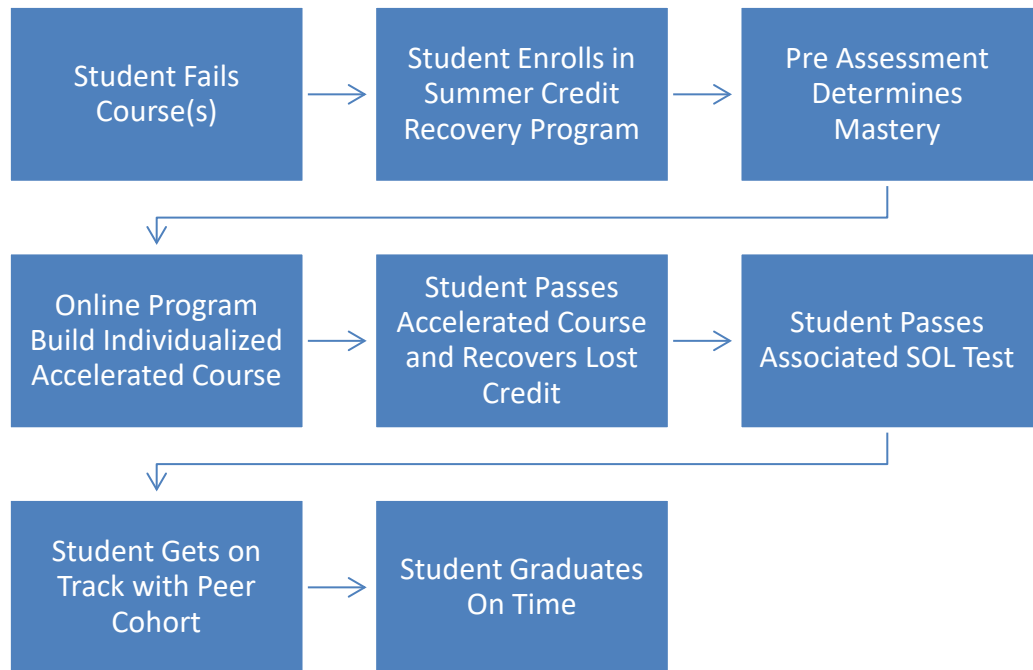 Student Fails
Course(s)
Student Enrolls in
Summer Credit
Recovery Program
Pre Assessment
Determines
Mastery
Online Program
Build Individualized
Accelerated Course
Student Passes
Accelerated Course
and Recovers Lost
Credit
Student Passes
Associated SOL Test
Student Gets on
Track with Peer
Cohort
Student Graduates
On Time